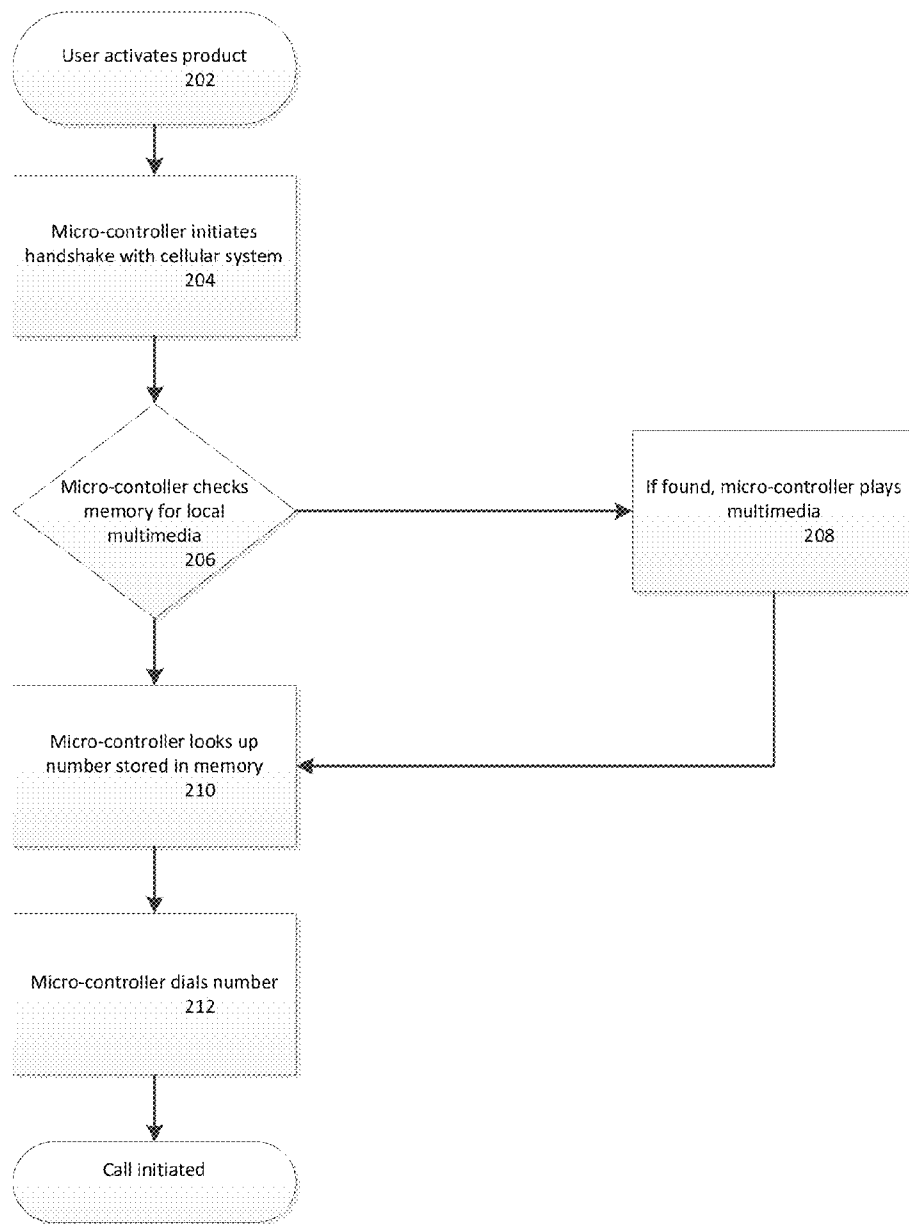 User activates product
202
Micro-controller initiates
handshake with cellular system
204
Micro-contoller checks
memory for local
multimedia
206
If found, micro-controller plays
multimedia
208
Micro-controller looks up
number stored in memory
210
Micro-controller dials number
212
Call initiated